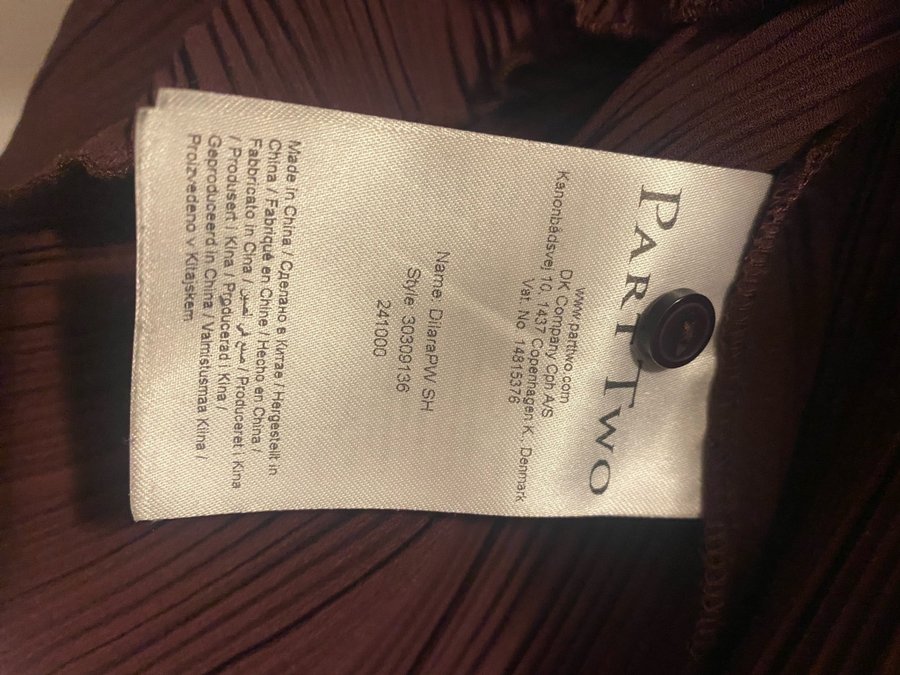 PART TWO
www.parttwo.com
DK Company Cph A/S
Kanonbådsvej 10, 1437 Copenhagen K., Denmark
Vat. No 14815376
Name: DilaraPW SH
Style 30309136
241000
Made in China / Сделано в Китае / Hergestellt in
China / Fabriqué en Chine / Hecho en China /
Fabbricato in Cina / صنع في الصين / Produceret i Kina
/ Produsert i Kina / Producerad i Kina /
Geproduceerd in China / Valmistusmaa Kiina /
Proizvedeno v Kitajskem